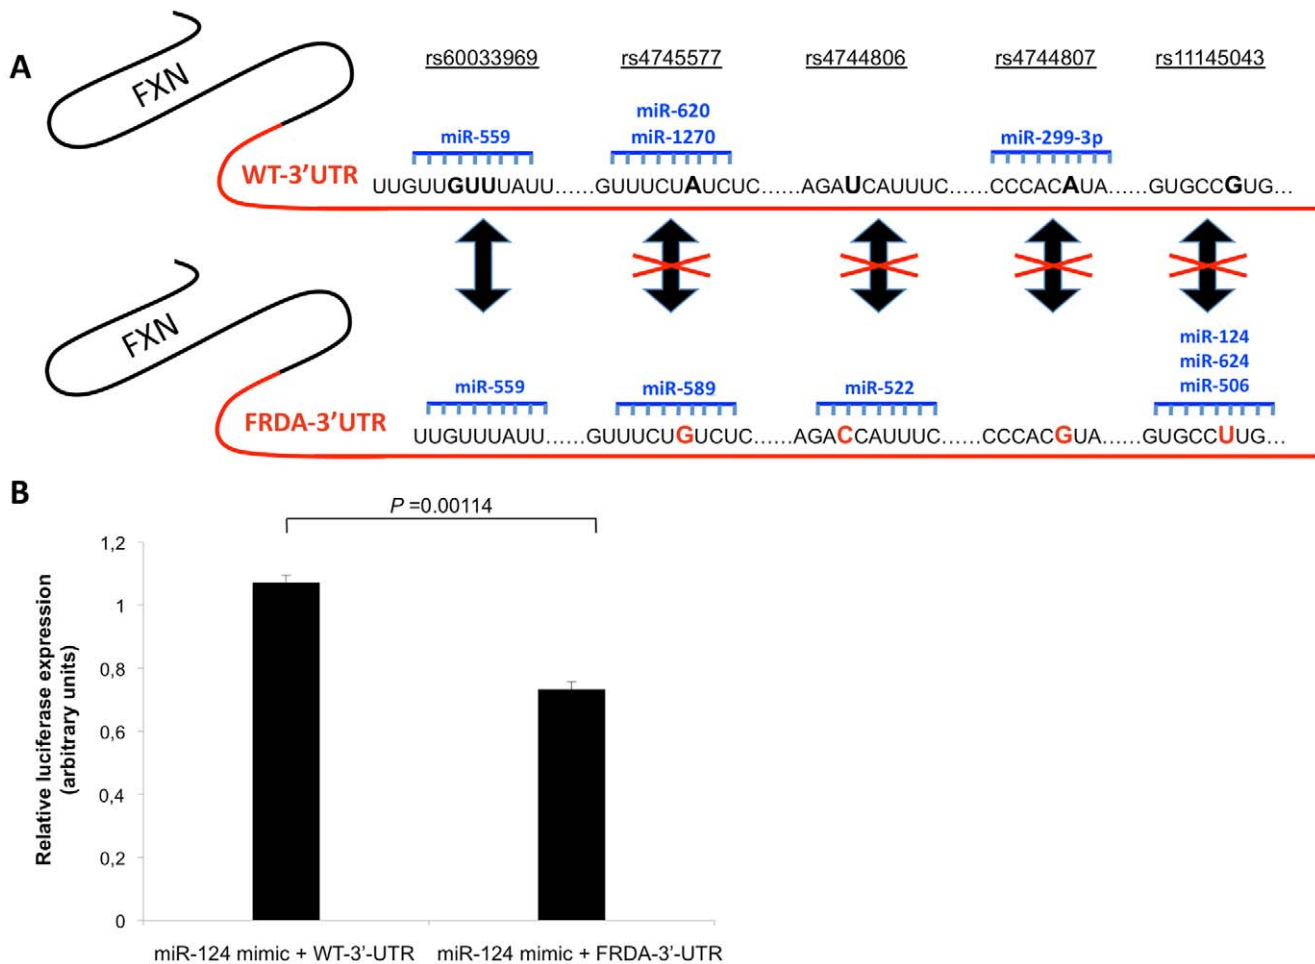 A
FXN
rs60033969 rs4745577 rs4744806 rs4744807 rs11145043
miR-620
miR-559 miR-1270 miR-299-3p
WT-3’UTR UUGUUGUUUAUU......GUUUCUAUCUC......AGAUCAUUUC......CCCACAUA......GUGCCGUG...
FXN
miR-124
miR-624
miR-559 miR-589 miR-522 miR-506
FRDA-3’UTR UUGUUUAUU......GUUUCUGUCUC......AGACCAUUUC......CCCACGUA......GUGCCUUG...
B
P =0.00114
Relative luciferase expression
(arbitrary units)
1,2
1
0,8
0,6
0,4
0,2
0
miR-124 mimic + WT-3’-UTR miR-124 mimic + FRDA-3’-UTR